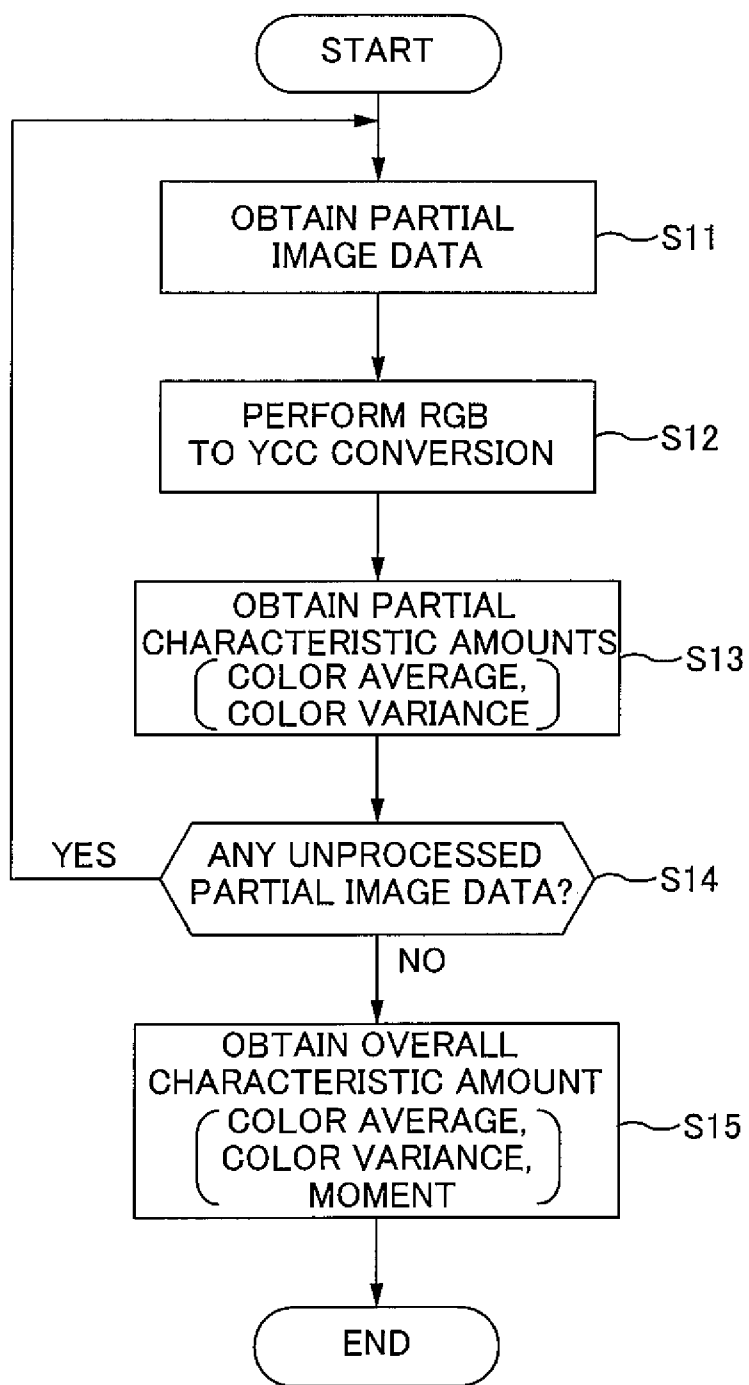 START
OBTAIN PARTIAL
IMAGE DATA
S11
PERFORM RGB
TO YCC CONVERSION
S12
OBTAIN PARTIAL
CHARACTERISTIC AMOUNTS
COLOR AVERAGE,
COLOR VARIANCE
S13
YES
ANY UNPROCESSED
PARTIAL IMAGE DATA?
S14
NO
OBTAIN OVERALL
CHARACTERISTIC AMOUNT
COLOR AVERAGE,
COLOR VARIANCE,
MOMENT
S15
END